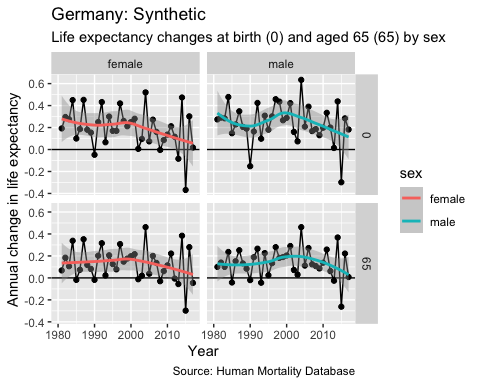 Germany: Synthetic
Life expectancy changes at birth (0) and aged 65 (65) by sex
female
male
Annual change in life expectancy
0.6
0.4
0.2
0.0
-0.2
-0.4
0
0.6
0.4
0.2
0.0
-0.2
-0.4
65
1980 1990 2000 2010 1980 1990 2000 2010
Year
sex
female
male
Source: Human Mortality Database